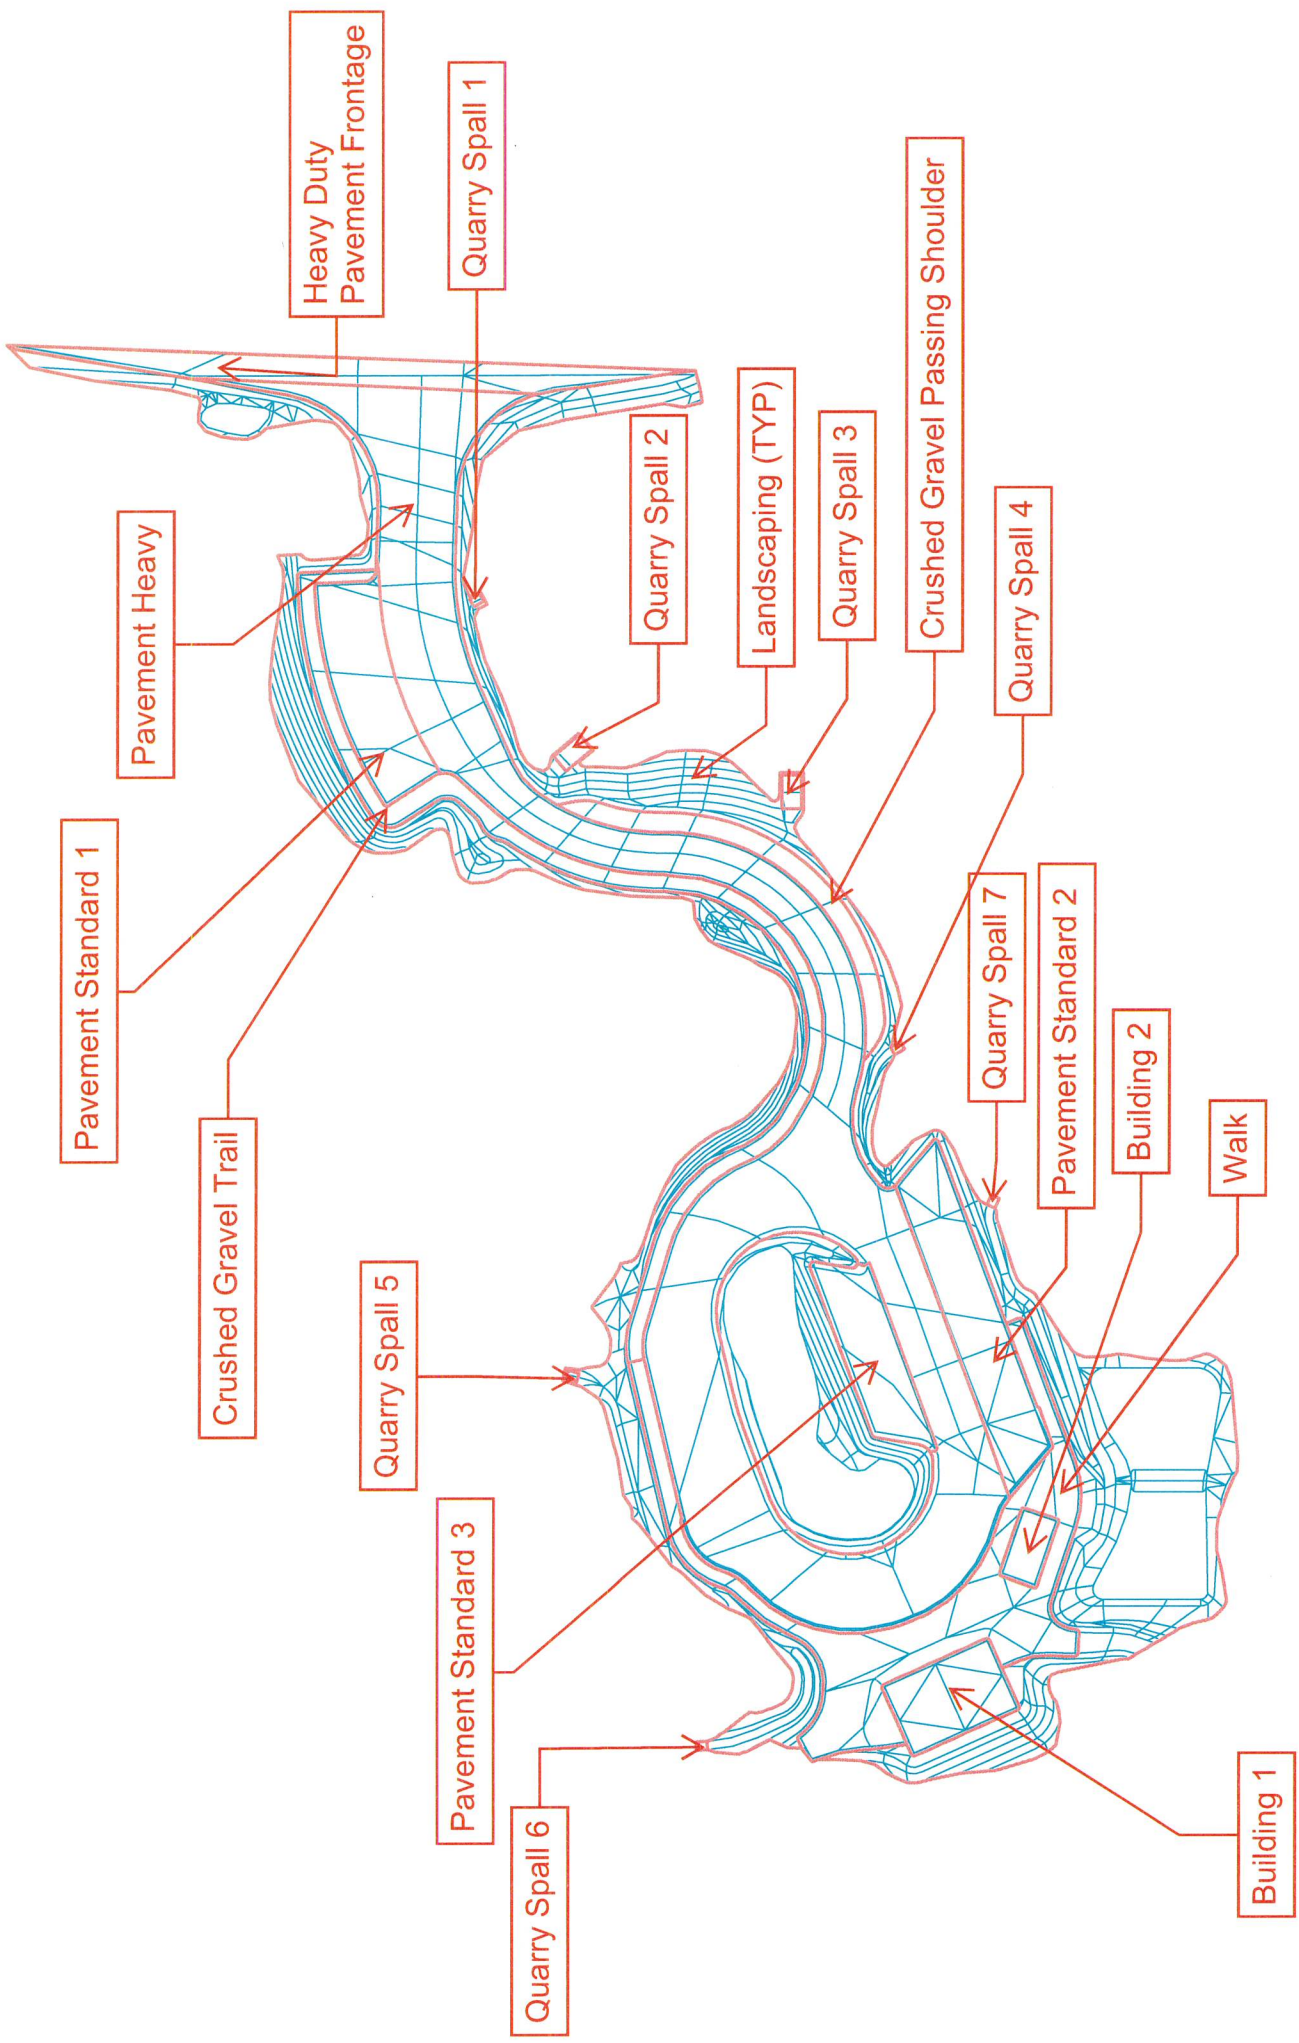 Heavy Duty
Pavement Frontage
Quarry Spall 1
Pavement Heavy
Quarry Spall 2
Landscaping (TYP)
Quarry Spall 3
Crushed Gravel Passing Shoulder
Quarry Spall 4
Pavement Standard 1
Crushed Gravel Trail
Quarry Spall 7
Pavement Standard 2
Building 2
Walk
Quarry Spall 5
Pavement Standard 3
Quarry Spall 6
Building 1